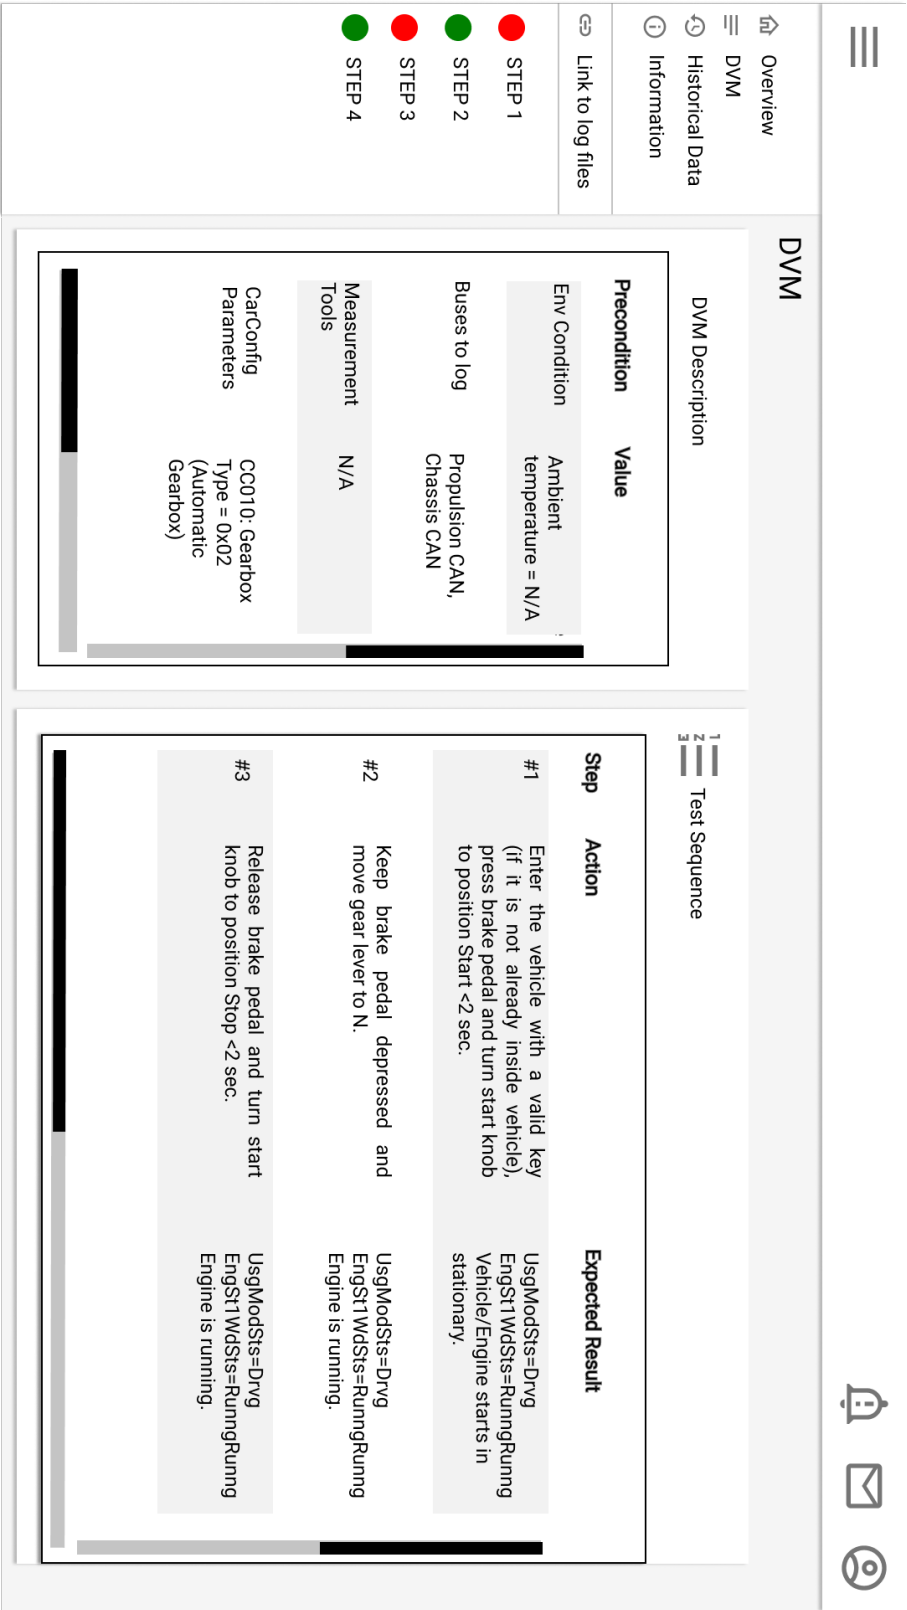 Overview
DVM
Historical Data
Information
Link to log files
STEP 1
STEP 2
STEP 3
STEP 4
DVM
DVM Description
Precondition Value
Env Condition Ambient
temperature = N/A
Buses to log Propulsion CAN,
Chassis CAN
Measurement N/A
Tools
CarConfig CC010: Gearbox
Parameters Type = 0x02
(Automatic
Gearbox)
1
2
3
Test Sequence
Step Action Expected Result
#1 Enter the vehicle with a valid key UsgModSts=Drvg
(if it is not already inside vehicle), EngSt1WdSts=RunngRunng
press brake pedal and turn start knob Vehicle/Engine starts in
to position Start <2 sec. stationary.
#2 Keep brake pedal depressed and UsgModSts=Drvg
move gear lever to N. EngSt1WdSts=RunngRunng
Engine is running.
#3 Release brake pedal and turn start UsgModSts=Drvg
knob to position Stop <2 sec. EngSt1WdSts=RunngRunng
Engine is running.